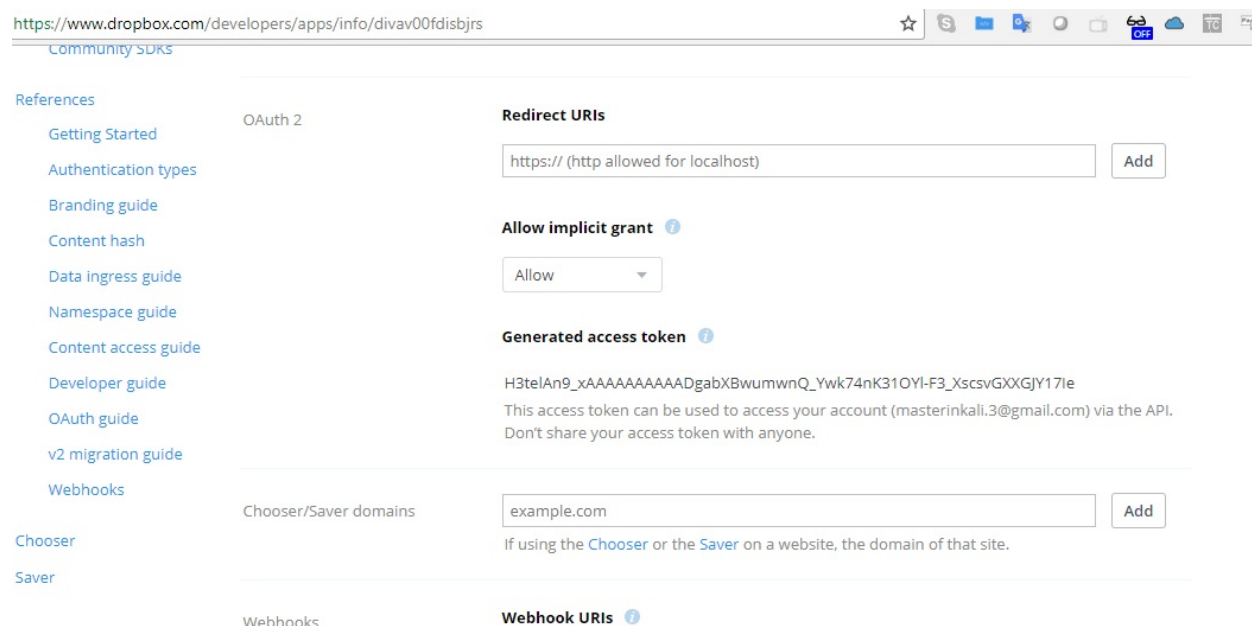 https://www.dropbox.com/developers/apps/info/divav00fdisbjrs
OFF
TC
Community SDKs
References
Getting Started
Authentication types
Branding guide
Content hash
Data ingress guide
Namespace guide
Content access guide
Developer guide
OAuth guide
v2 migration guide
Webhooks
Chooser
Saver
OAuth 2
Redirect URIs
https:// (http allowed for localhost)
Add
Allow implicit grant
Allow
Generated access token
H3telAn9_xAAAAAAAAAADgabXBwumwnQ_Ywk74nK31OYl-F3_XscsvGXXGJY17Ie
This access token can be used to access your account (masterinkali.3@gmail.com) via the API.
Don't share your access token with anyone.
Chooser/Saver domains
example.com
Add
If using the Chooser or the Saver on a website, the domain of that site.
Webhooks
Webhook URIs